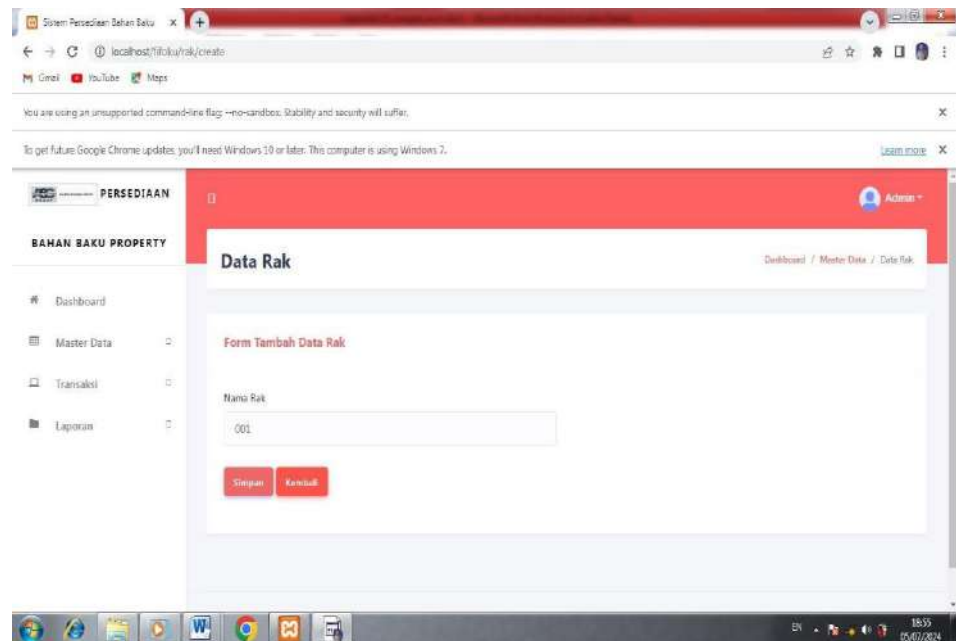 Sistem Persediaan Bahan Baku
localhost/fifoku/rak/create
Gmail YouTube Maps
You are using an unsupported command-line flag: --no-sandbox. Stability and security will suffer.
To get future Google Chrome updates, you'll need Windows 10 or later. This computer is using Windows 7.
Learn more
PERSEDIAAN
BAHAN BAKU PROPERTY
Admin
Data Rak
Dashboard / Master Data / Data Rak
Dashboard
Master Data
Transaksi
Laporan
Form Tambah Data Rak
Nama Rak
001
Simpan Kembali
EN
18:55
05/07/2024